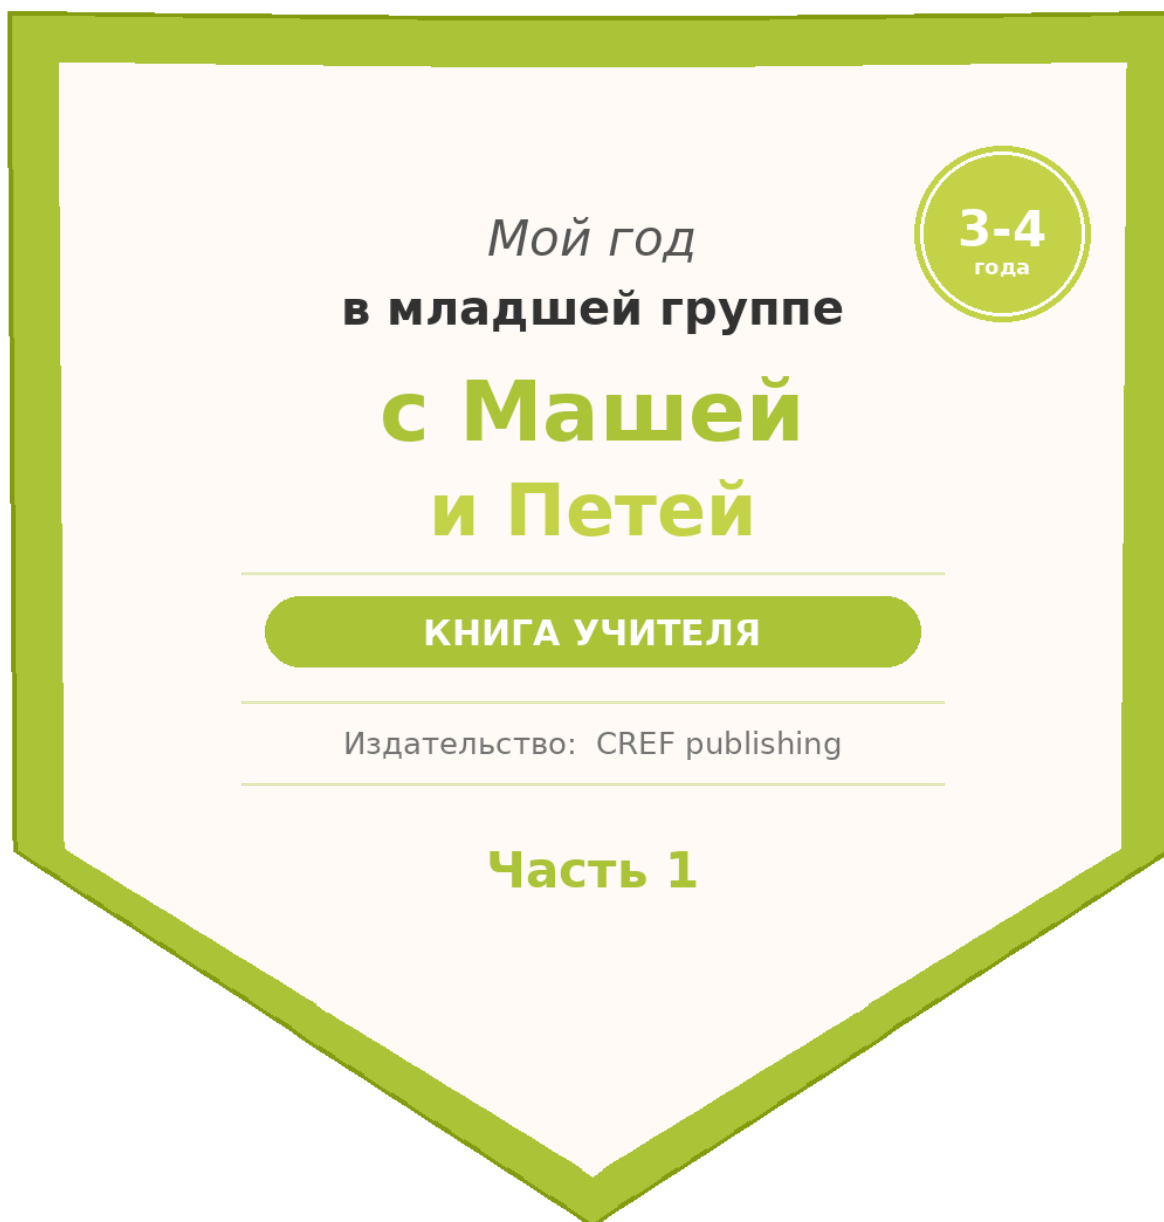 3-4
года
Мой год
в младшей группе
с Машей
и Петей
КНИГА УЧИТЕЛЯ
Издательство: CREF publishing
Часть 1